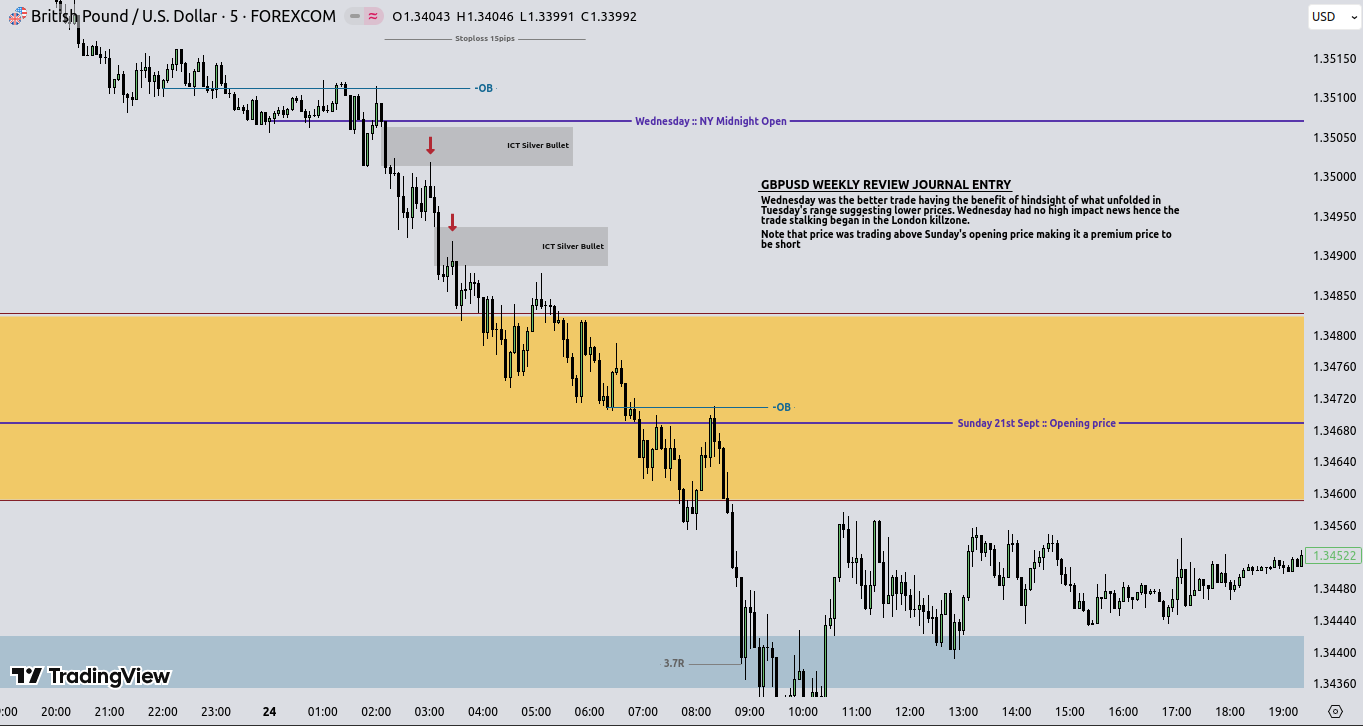 British Pound / U.S. Dollar · 5 · FOREXCOM O1.34043 H1.34046 L1.33991 C1.33992
USD
Stoploss 15pips
1.35150
-OB
1.35100
Wednesday :: NY Midnight Open
1.35050
ICT Silver Bullet
1.35000
GBPUSD WEEKLY REVIEW JOURNAL ENTRY
Wednesday was the better trade having the benefit of hindsight of what unfolded in
Tuesday's range suggesting lower prices. Wednesday had no high impact news hence the
trade stalking began in the London killzone.
Note that price was trading above Sunday's opening price making it a premium price to
be short
1.34950
ICT Silver Bullet
1.34900
1.34850
1.34800
1.34760
1.34720
-OB
Sunday 21st Sept :: Opening price
1.34680
1.34640
1.34600
1.34560
1.34522
1.34480
1.34440
1.34400
3.7R
TradingView
1.34360
:00 20:00 21:00 22:00 23:00 24 01:00 02:00 03:00 04:00 05:00 06:00 07:00 08:00 09:00 10:00 11:00 12:00 13:00 14:00 15:00 16:00 17:00 18:00 19:00